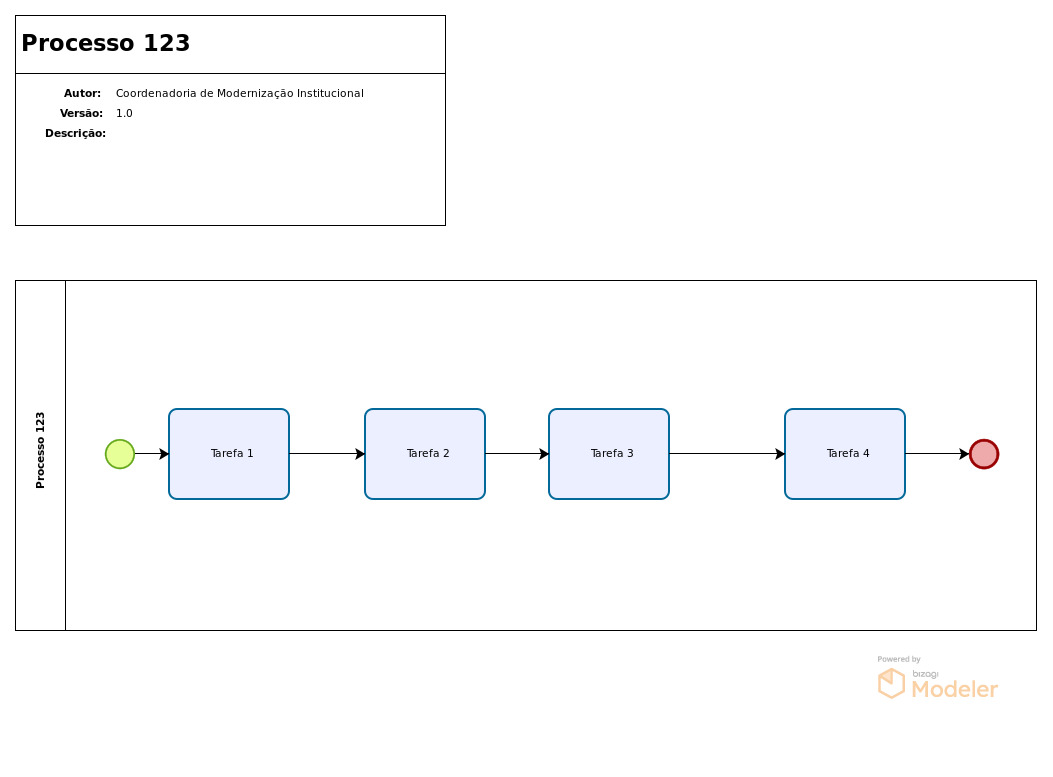 Processo 123
Autor: Coordenadoria de Modernização Institucional
Versão: 1.0
Descrição:
Processo 123
Tarefa 1
Tarefa 2
Tarefa 3
Tarefa 4
Powered by
bizagi
Modeler